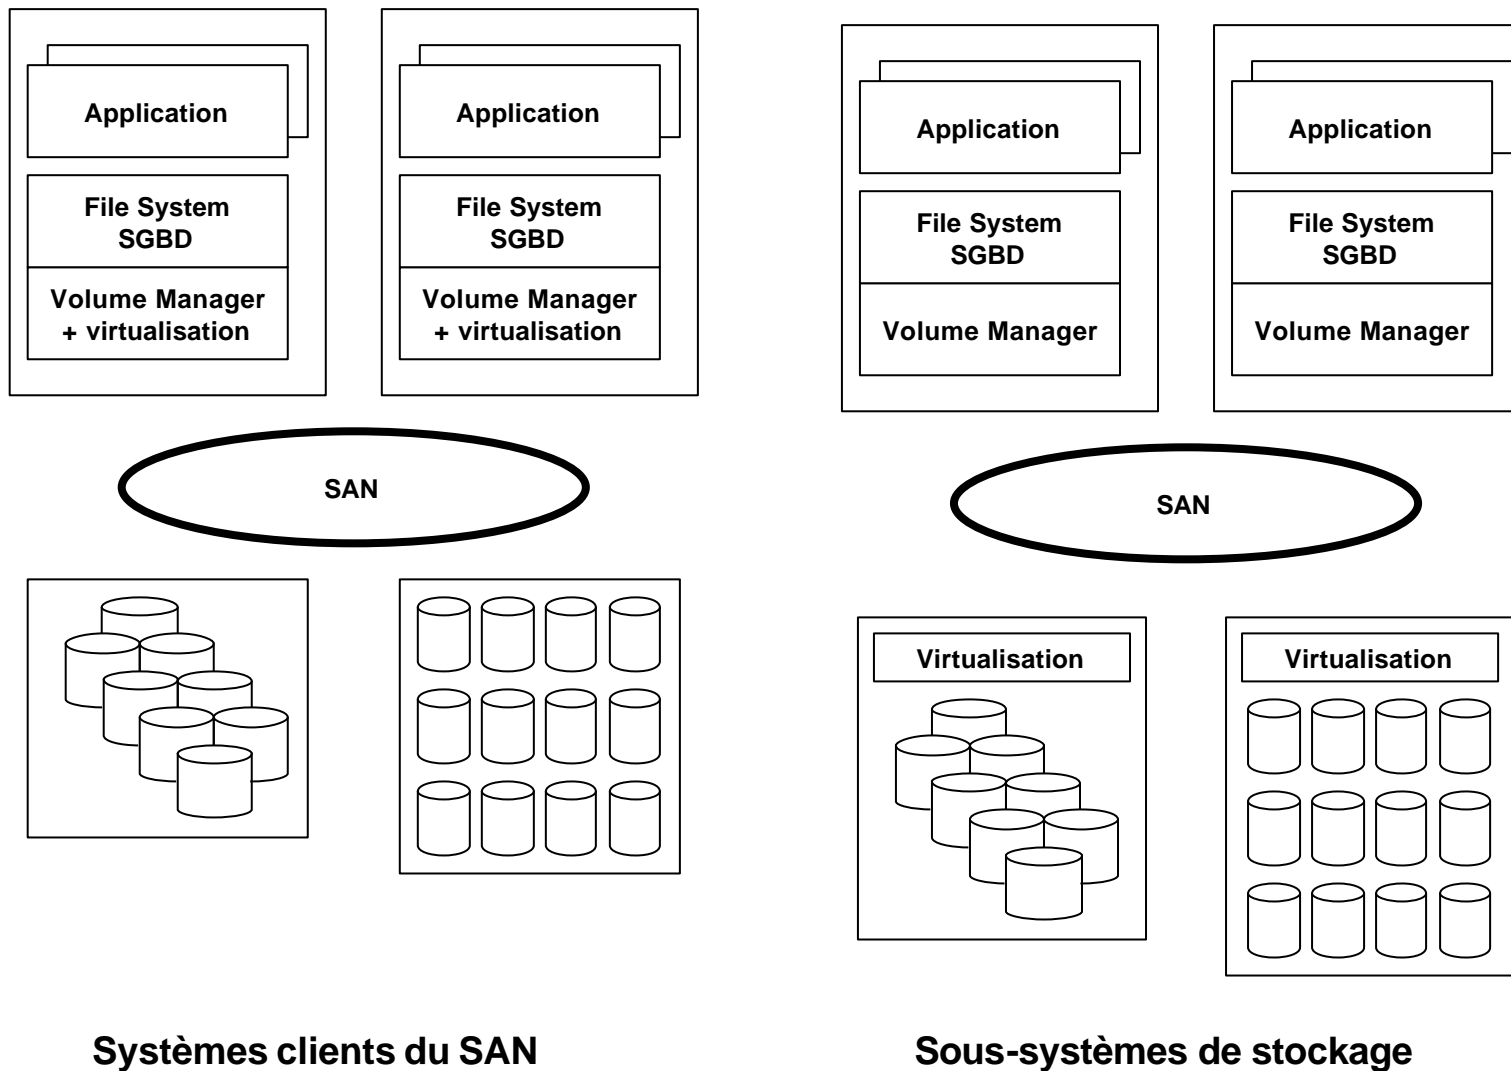 Application
File System
SGBD
Volume Manager
+ virtualisation
Application
File System
SGBD
Volume Manager
+ virtualisation
SAN
Systèmes clients du SAN
Application
File System
SGBD
Volume Manager
Application
File System
SGBD
Volume Manager
SAN
Virtualisation
Virtualisation
Sous-systèmes de stockage